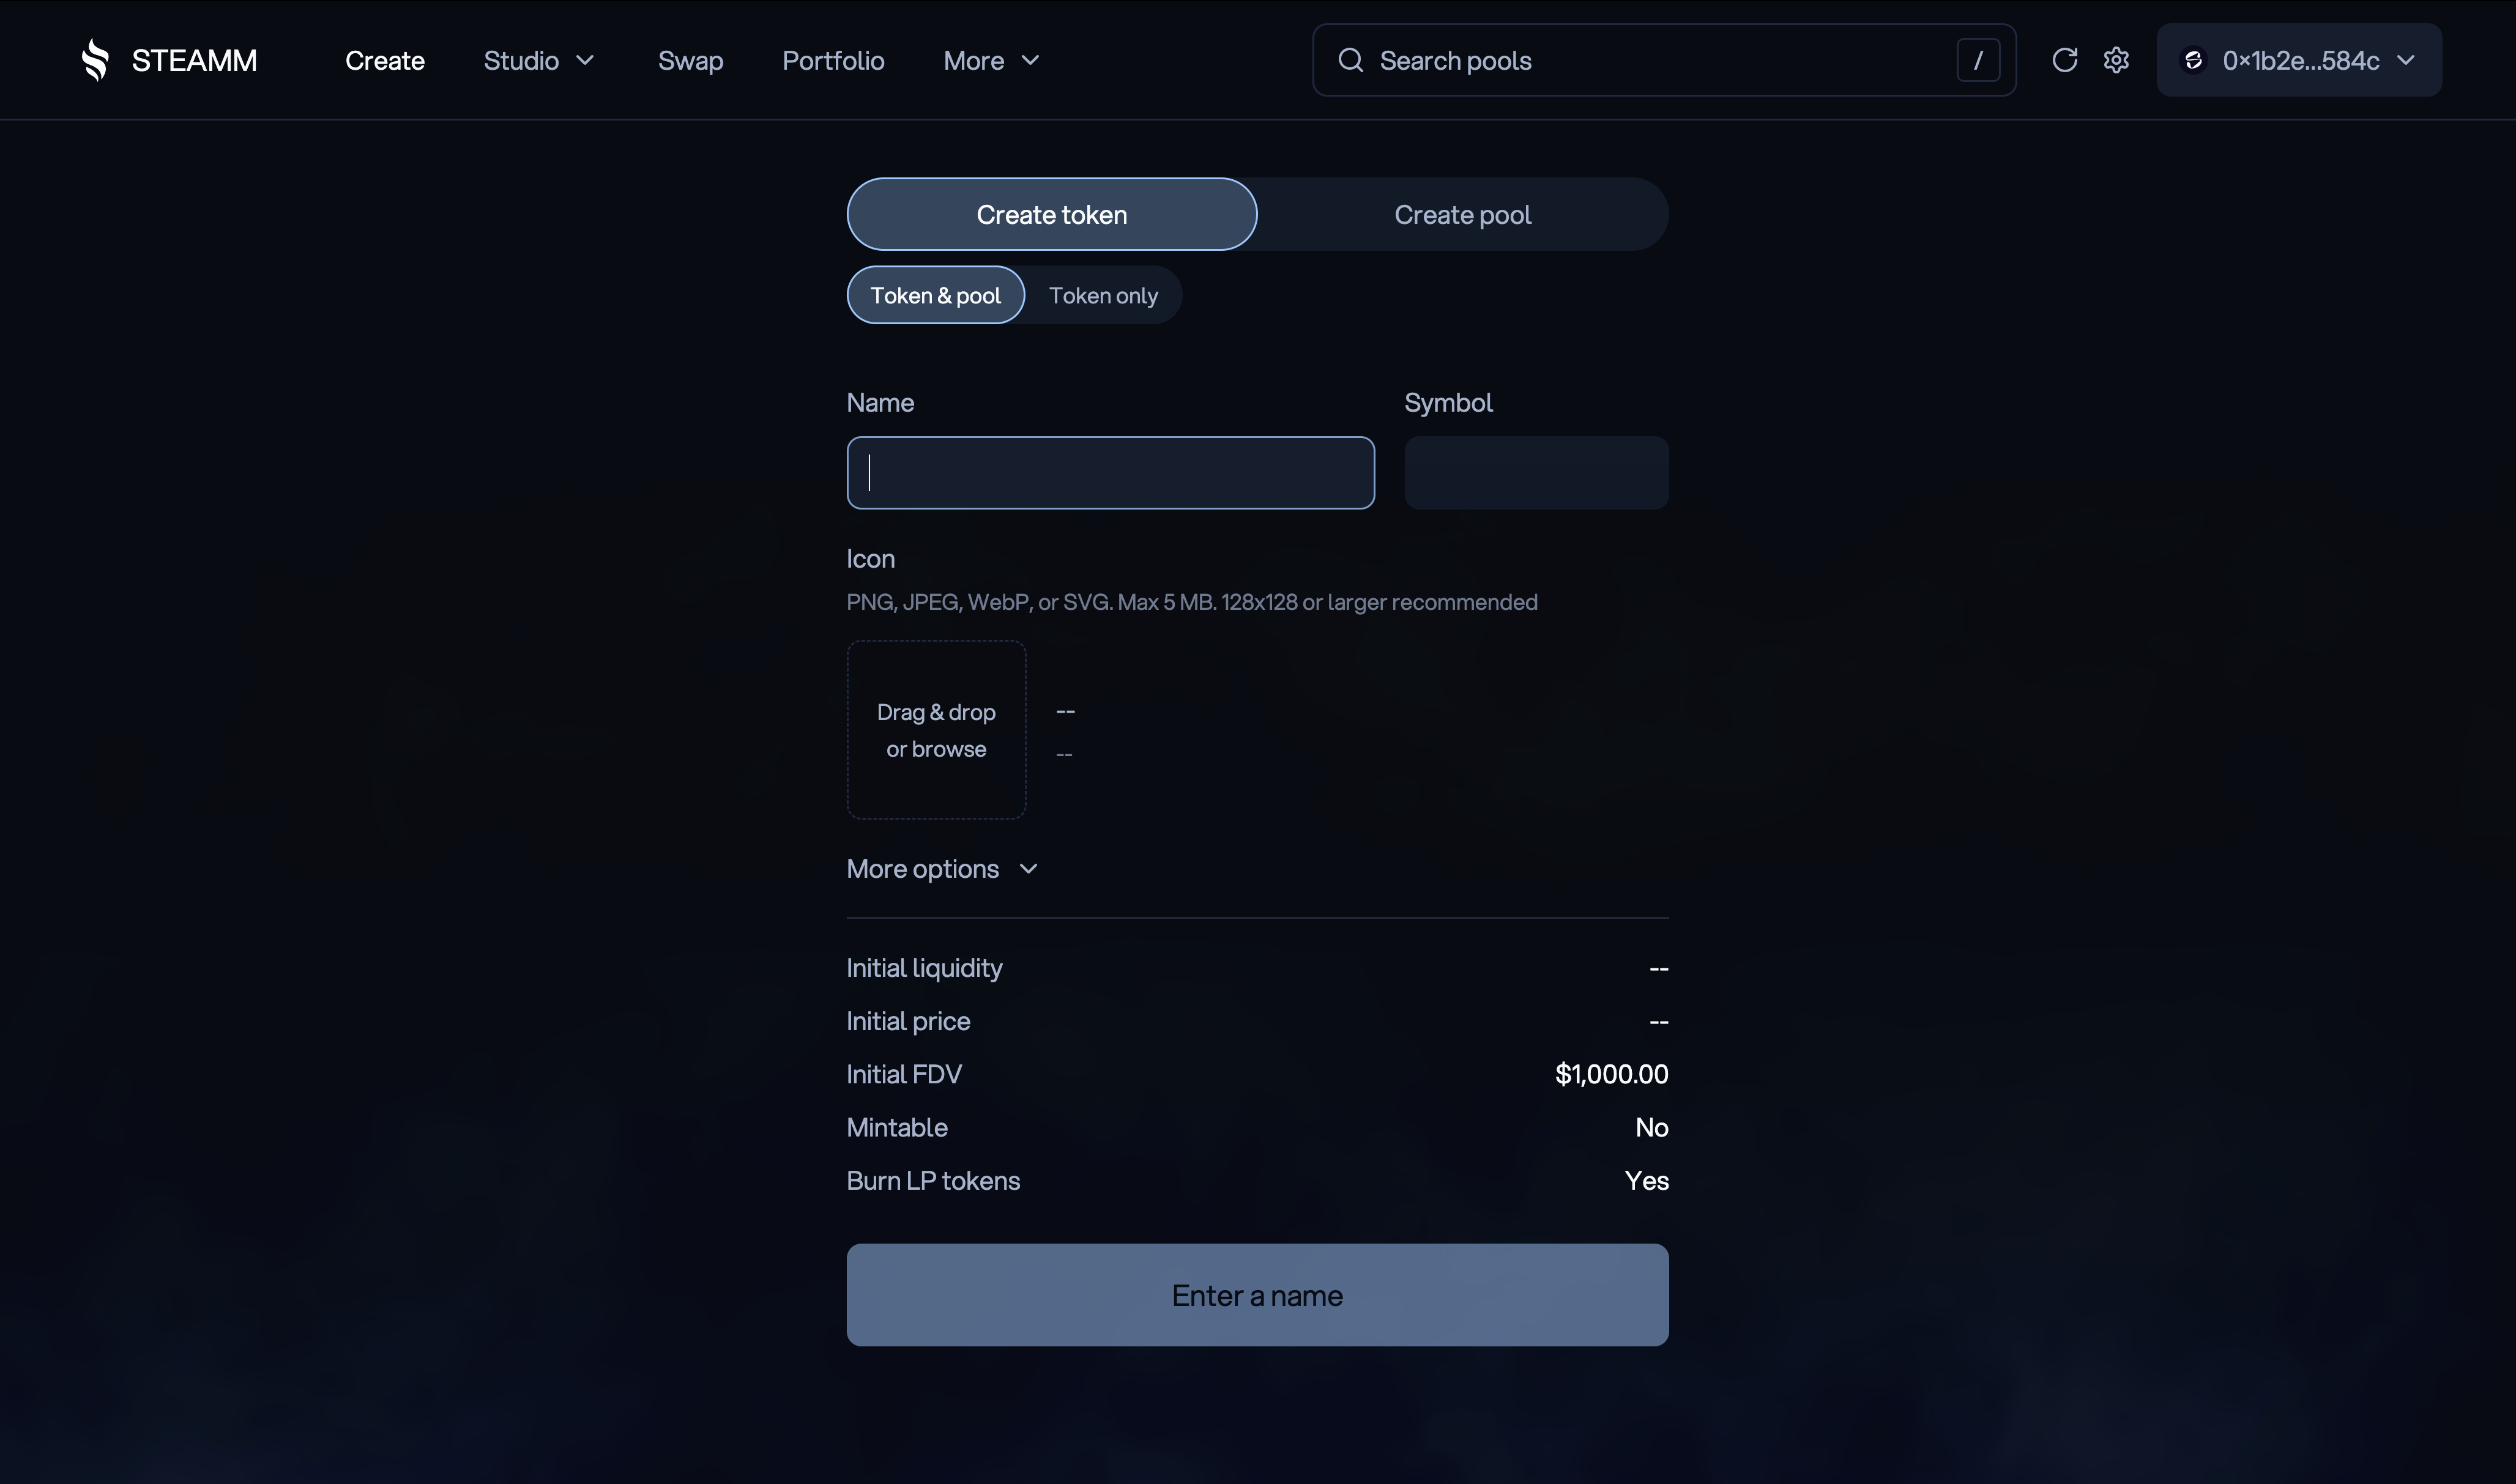 STEAMM
Create
Studio
Swap
Portfolio
More
Search pools
/
0×1b2e...584c
Create token
Create pool
Token & pool
Token only
Name
Symbol
Icon
PNG, JPEG, WebP, or SVG. Max 5 MB. 128x128 or larger recommended
Drag & drop
or browse
--
--
More options
Initial liquidity --
Initial price --
Initial FDV $1,000.00
Mintable No
Burn LP tokens Yes
Enter a name